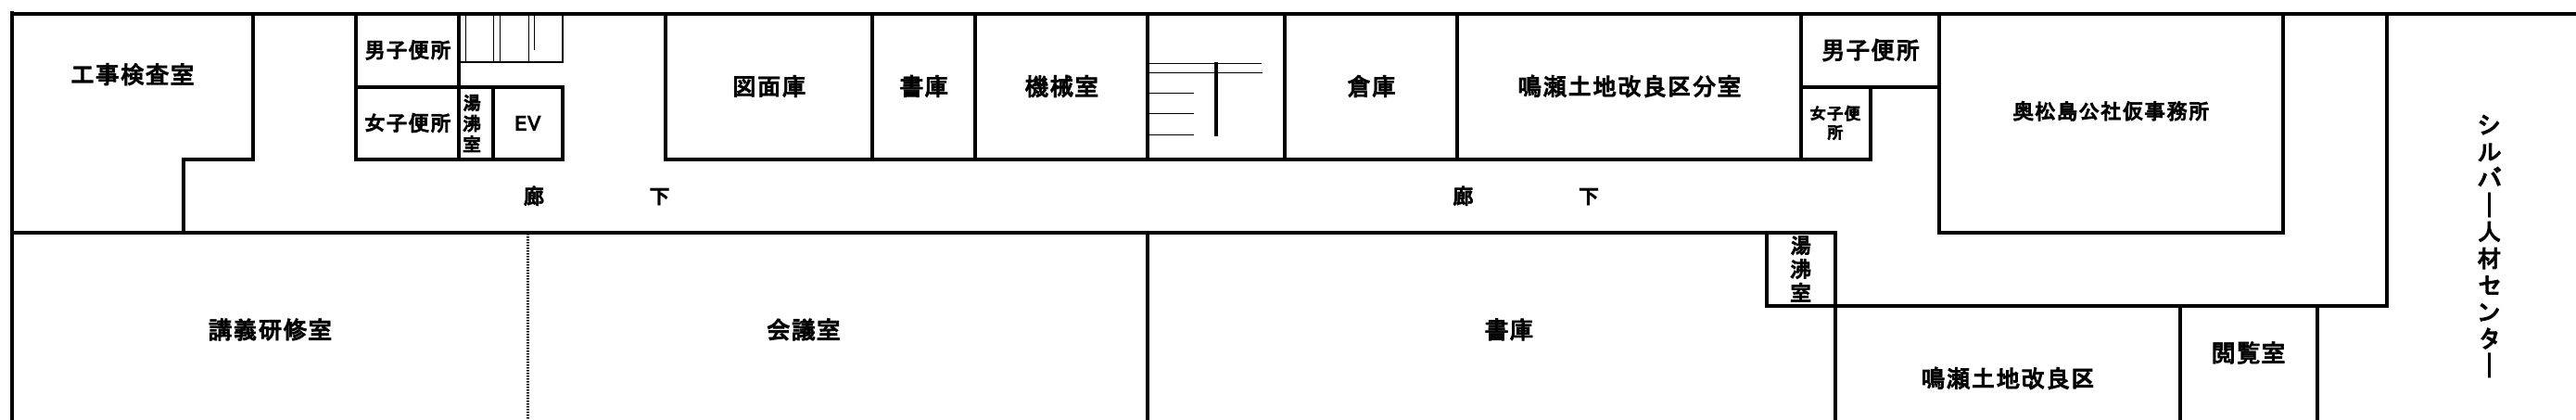 工事検査室
男子便所
女子便所
湯沸室
EV
図面庫
書庫
機械室
倉庫
鳴瀬土地改良区分室
男子便所
女子便
所
奥松島公社仮事務所
シルバー人材センター
廊　下
廊　下
講義研修室
会議室
書庫
湯沸室
鳴瀬土地改良区
閲覧室